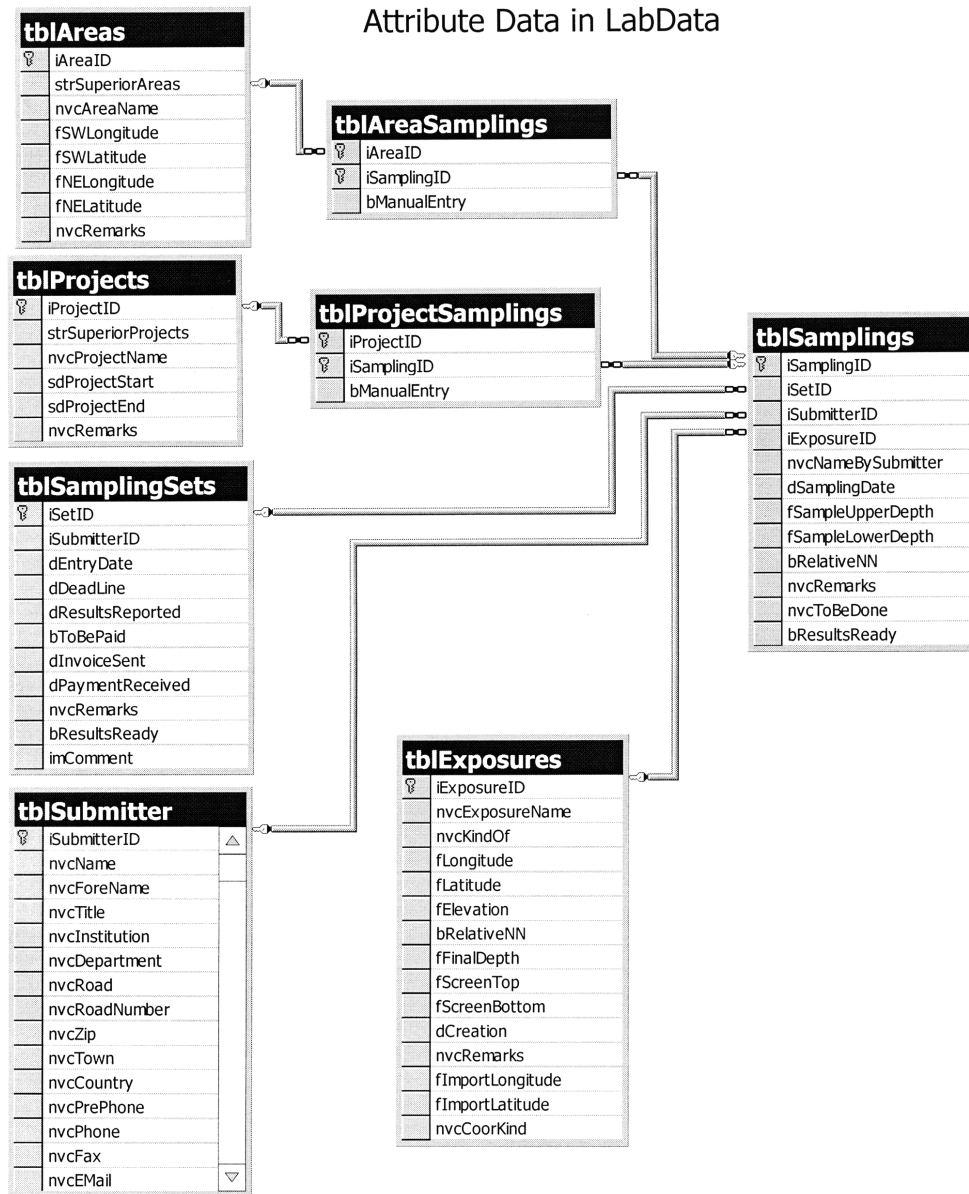 Attribute Data in LabData
tblAreas
iAreaID
strSuperiorAreas
nvcAreaName
fSWLongitude
fSWLatitude
fNELongitude
fNELatitude
nvcRemarks
tblAreaSamplings
iAreaID
iSamplingID
bManualEntry
tblProjects
iProjectID
strSuperiorProjects
nvcProjectName
sdProjectStart
sdProjectEnd
nvcRemarks
tblProjectSamplings
iProjectID
iSamplingID
bManualEntry
tblSamplings
iSamplingID
iSetID
iSubmitterID
iExposureID
nvcNameBySubmitter
dSamplingDate
fSampleUpperDepth
fSampleLowerDepth
bRelativeNN
nvcRemarks
nvcToBeDone
bResultsReady
tblSamplingSets
iSetID
iSubmitterID
dEntryDate
dDeadLine
dResultsReported
bToBePaid
dInvoiceSent
dPaymentReceived
nvcRemarks
bResultsReady
imComment
tblSubmitter
iSubmitterID
nvcName
nvcForeName
nvcTitle
nvcInstitution
nvcDepartment
nvcRoad
nvcRoadNumber
nvcZip
nvcTown
nvcCountry
nvcPrePhone
nvcPhone
nvcFax
nvcEMail
tblExposures
iExposureID
nvcExposureName
nvcKindOf
fLongitude
fLatitude
fElevation
bRelativeNN
fFinalDepth
fScreenTop
fScreenBottom
dCreation
nvcRemarks
fImportLongitude
fImportLatitude
nvcCoorKind